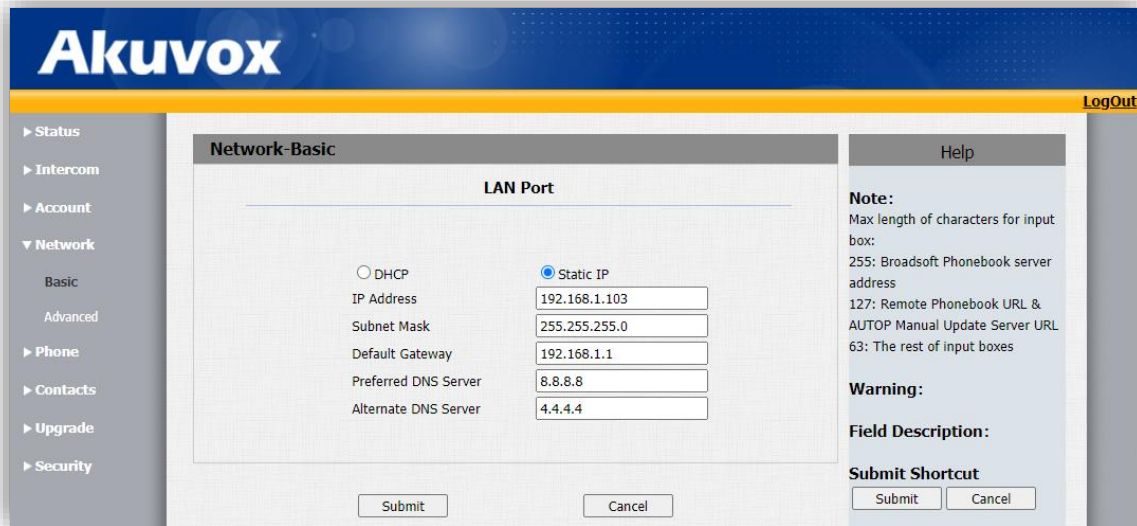 Akuvox
LogOut
Status
Intercom
Account
Network
Basic
Advanced
Phone
Contacts
Upgrade
Security
Network-Basic
LAN Port
DHCP Static IP
IP Address 192.168.1.103
Subnet Mask 255.255.255.0
Default Gateway 192.168.1.1
Preferred DNS Server 8.8.8.8
Alternate DNS Server 4.4.4.4
Submit Cancel
Help
Note:
Max length of characters for input
box:
255: Broadsoft Phonebook server
address
127: Remote Phonebook URL &
AUTOP Manual Update Server URL
63: The rest of input boxes
Warning:
Field Description:
Submit Shortcut
Submit Cancel